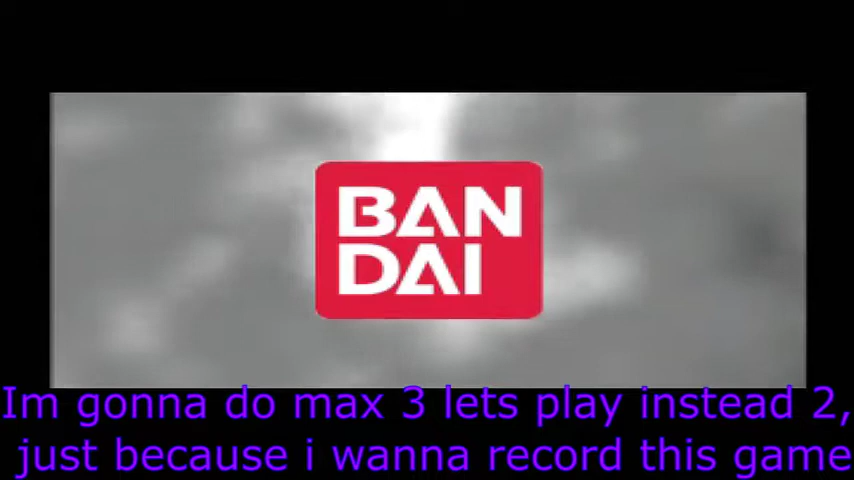 BAN
DAI
Im gonna do max 3 lets play instead 2,
just because i wanna record this game